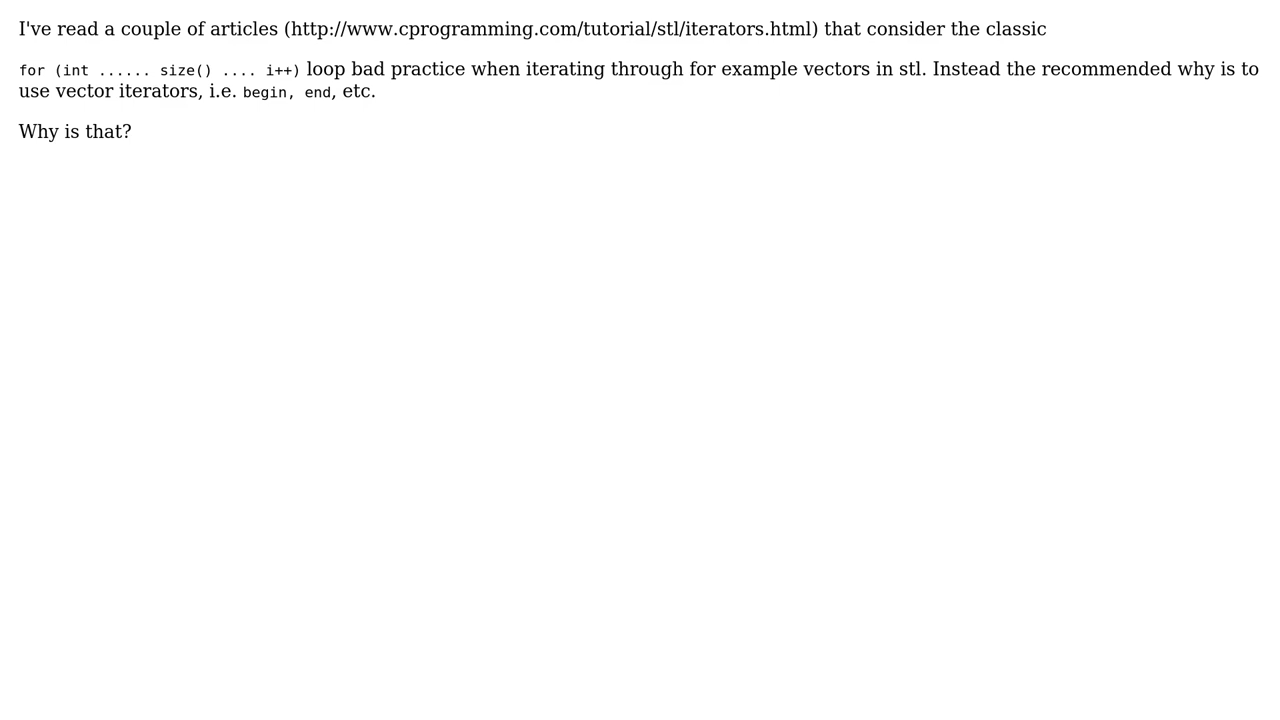 I've read a couple of articles (http://www.cprogramming.com/tutorial/stl/iterators.html) that consider the classic
for (int ...... size() .... i++) loop bad practice when iterating through for example vectors in stl. Instead the recommended why is to
use vector iterators, i.e. begin, end, etc.
Why is that?